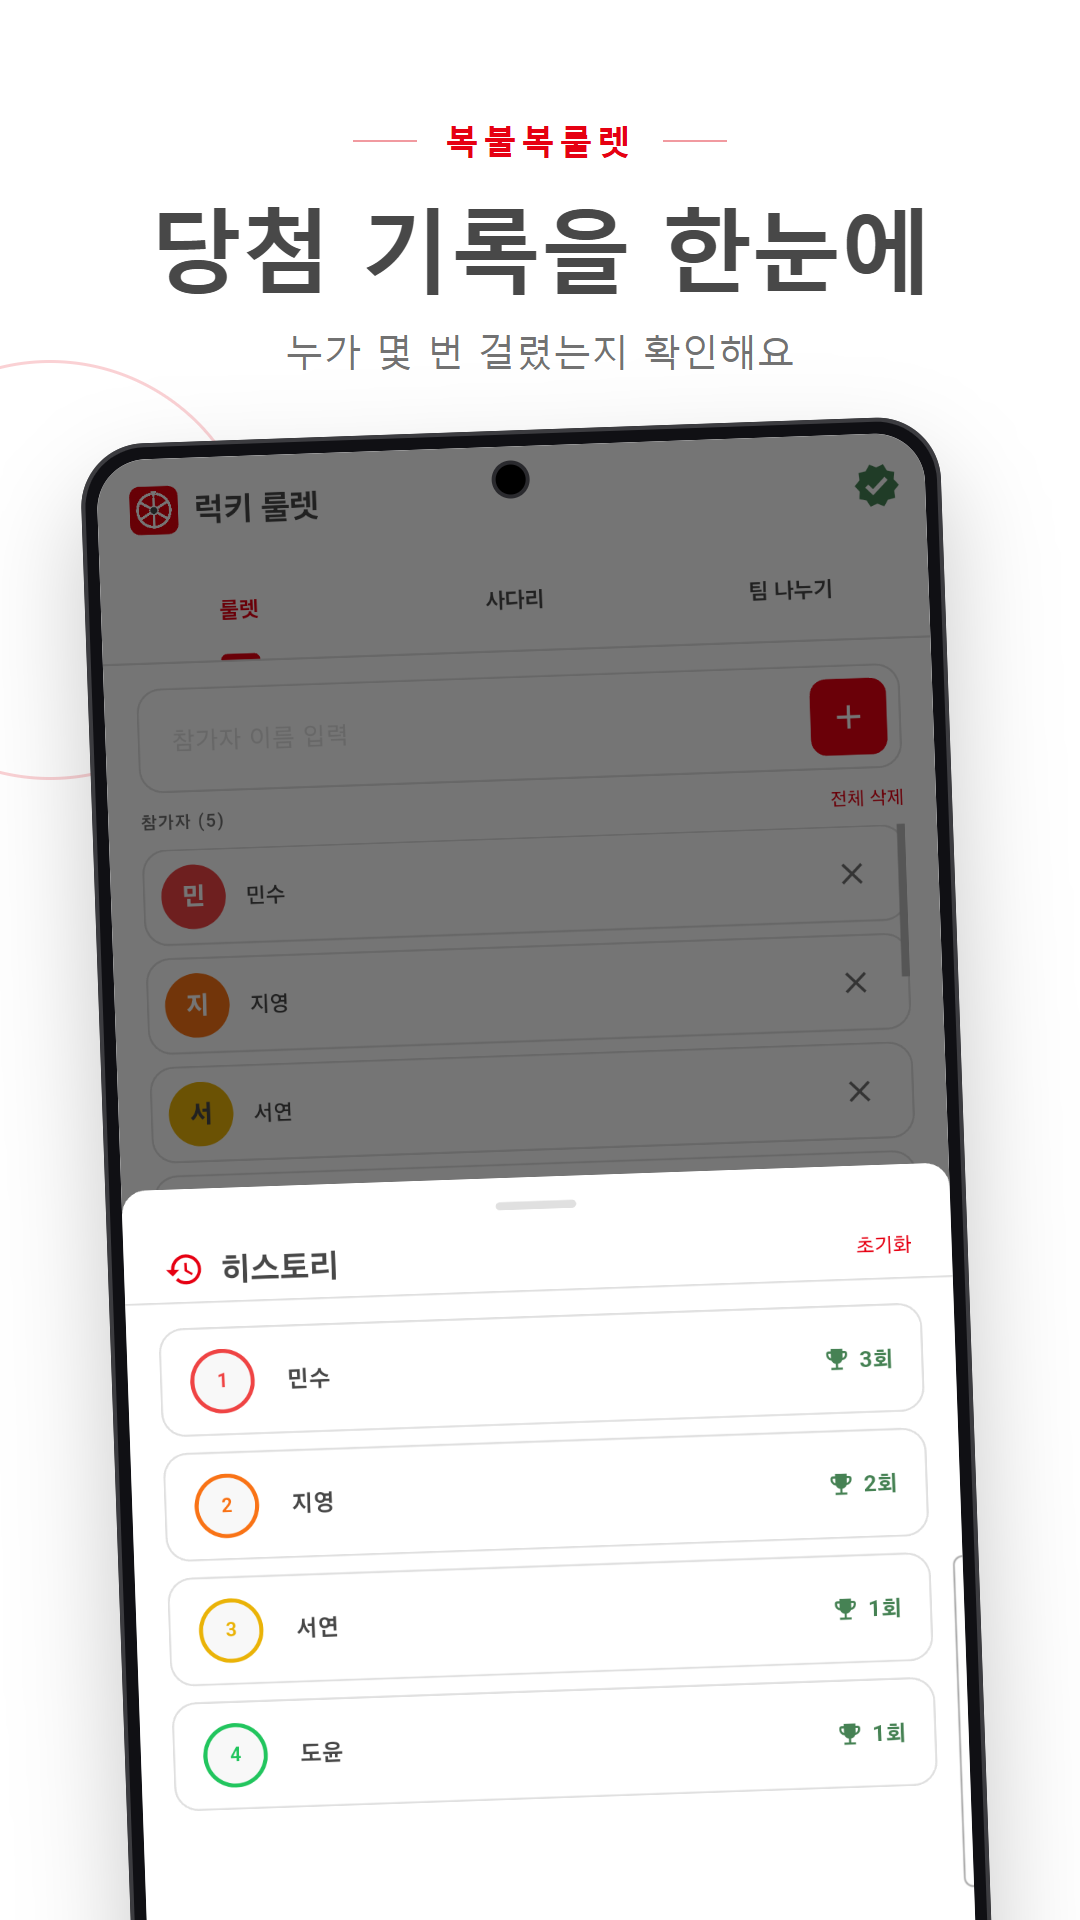 복불복룰렛
당첨 기록을 한눈에
누가 몇 번 걸렸는지 확인해요
럭키 룰렛
룰렛
사다리
팀 나누기
참가자 이름 입력
전체 삭제
참가자 (5)
민
민수
지
지영
서
서연
히스토리
초기화
1
민수
3회
2
지영
2회
3
서연
1회
4
도윤
1회